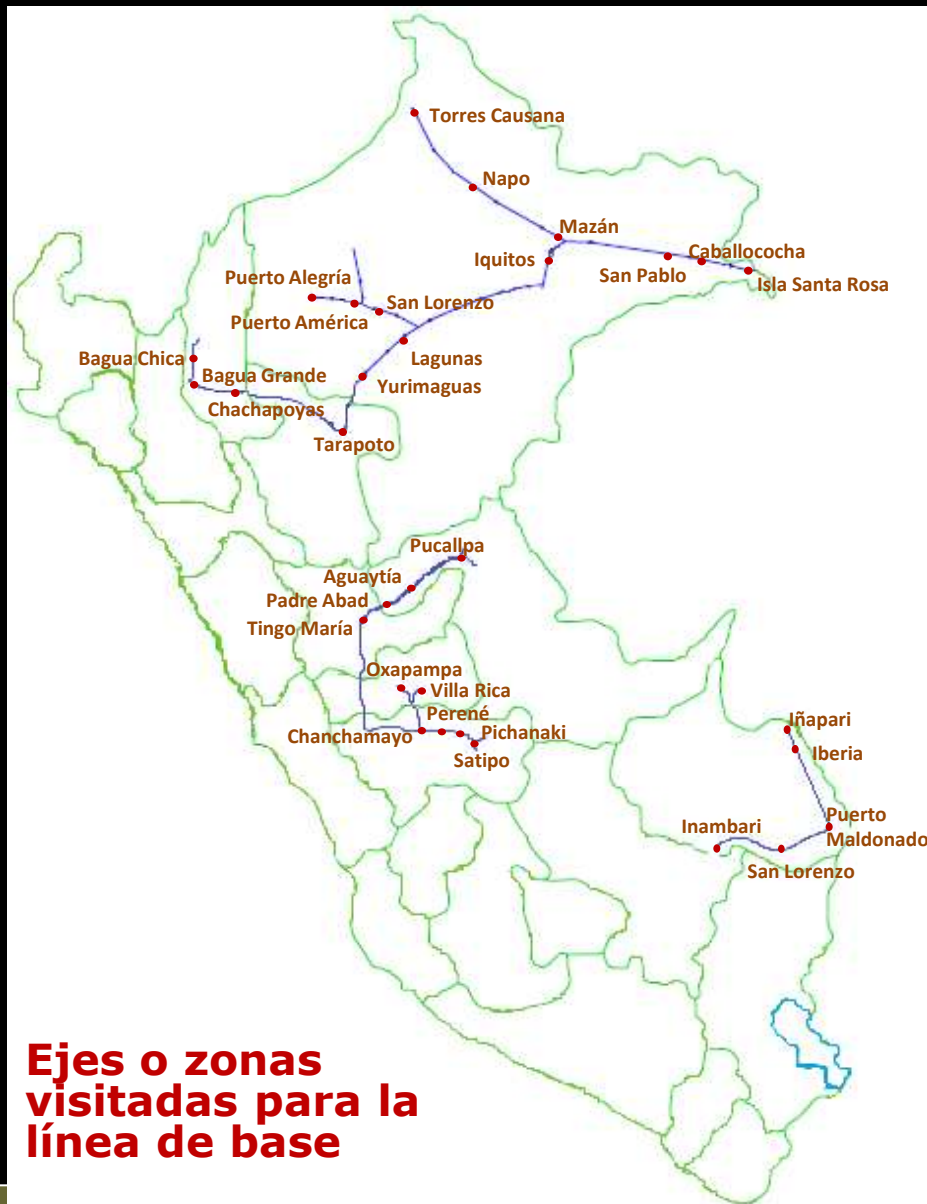 Torres Causana
Napo
Mazán
Iquitos
Caballococha
San Pablo
Isla Santa Rosa
Puerto Alegría
San Lorenzo
Puerto América
Lagunas
Bagua Chica
Bagua Grande
Yurimaguas
Chachapoyas
Tarapoto
Pucallpa
Aguaytía
Padre Abad
Tingo María
Oxapampa
Villa Rica
Perené
Chanchamayo
Pichanaki
Satipo
Iñapari
Iberia
Puerto
Maldonado
Inambari
San Lorenzo
Ejes o zonas
visitadas para la
línea de base